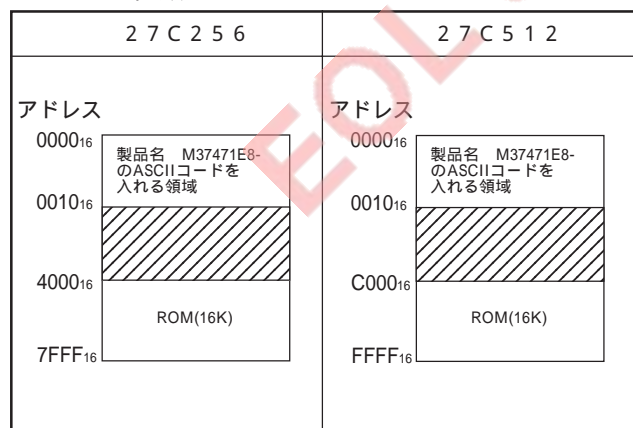 27C256
アドレス
0000₁₆
製品名 M37471E8-
のASCIIコードを
入れる領域
0010₁₆
4000₁₆
ROM(16K)
7FFF₁₆
27C512
アドレス
0000₁₆
製品名 M37471E8-
のASCIIコードを
入れる領域
0010₁₆
C000₁₆
ROM(16K)
FFFF₁₆
EOL